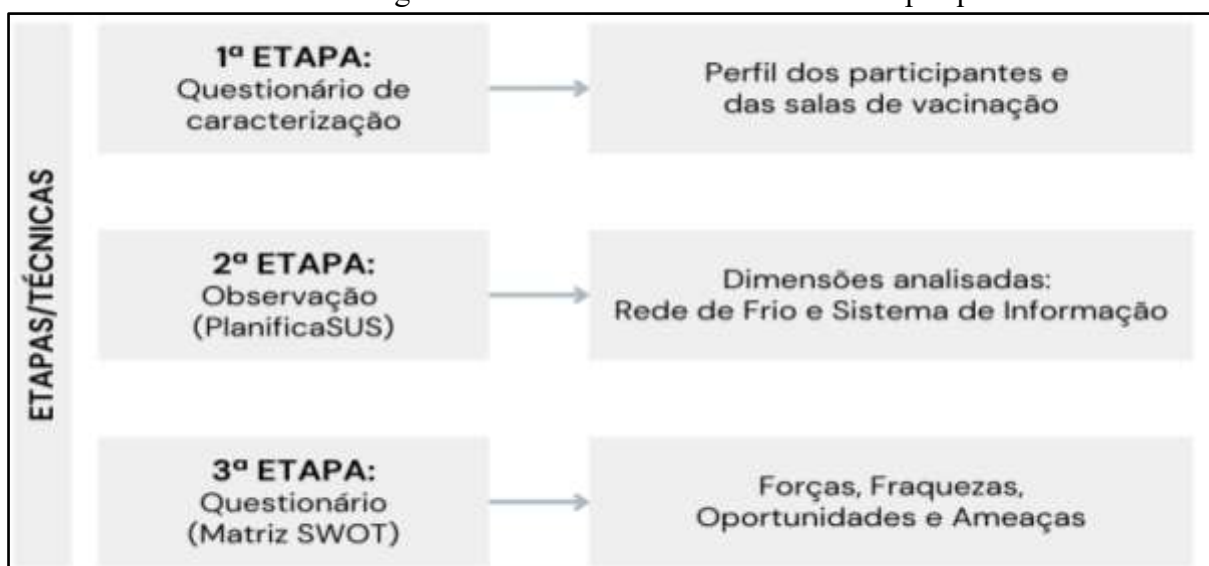 ETAPAS/TÉCNICAS
1ª ETAPA:
Questionário de
caracterização
Perfil dos participantes e
das salas de vacinação
2ª ETAPA:
Observação
(PlanificaSUS)
Dimensões analisadas:
Rede de Frio e Sistema de Informação
3ª ETAPA:
Questionário
(Matriz SWOT)
Forças, Fraquezas,
Oportunidades e Ameaças